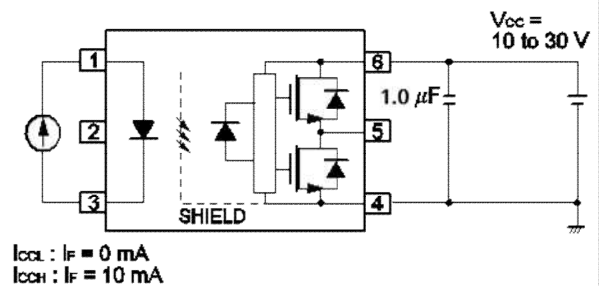 Vcc =
10 to 30 V
1
2
3
6
1.0 µF
5
4
SHIELD
ICCL : IF = 0 mA
ICCH : IF = 10 mA